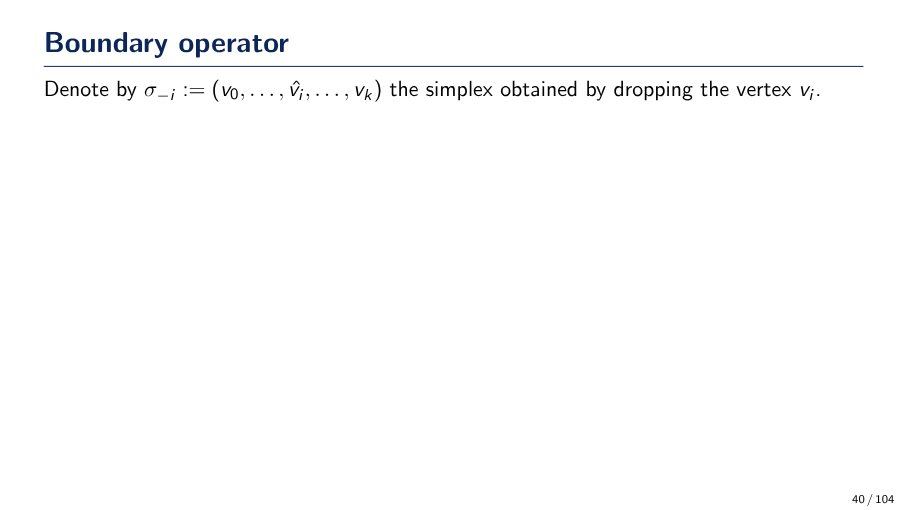 Boundary operator
Denote by σ₋ᵢ := (v₀, . . . , v̂ᵢ, . . . , vₖ) the simplex obtained by dropping the vertex vᵢ.
40 / 104